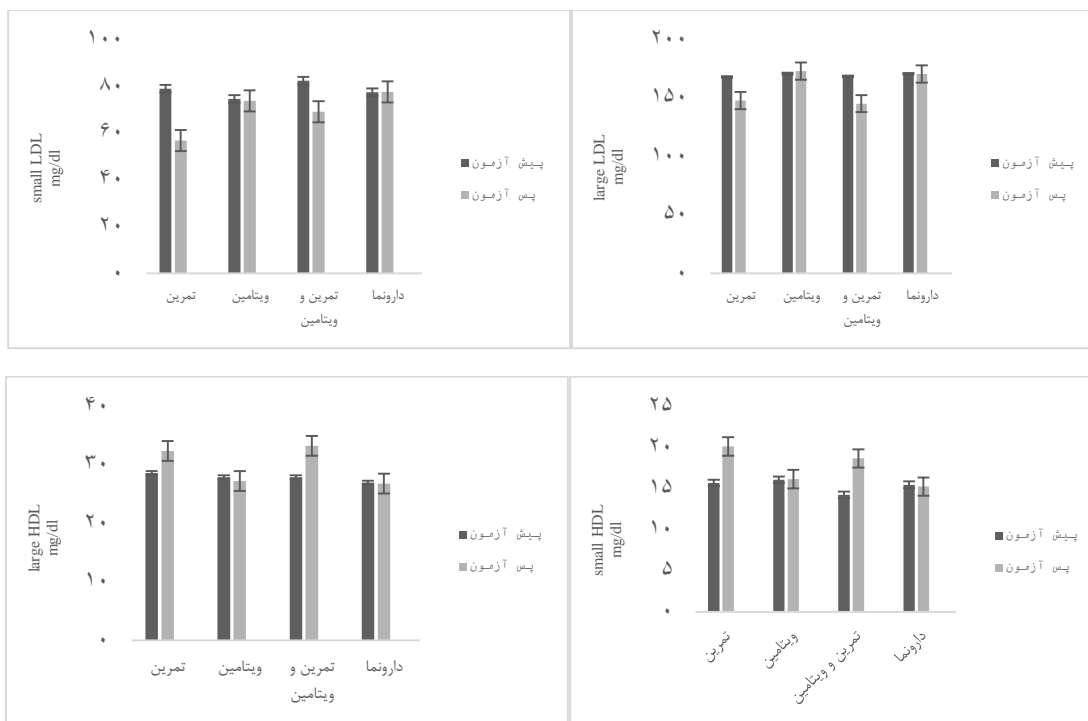 ۱۰۰
۸۰
۶۰
۴۰
۲۰
۰
small LDL
mg/dl
تمرین
ویتامین
تمرین و
ویتامین
دارونما
پیش آزمون
پس آزمون
۲۰۰
۱۵۰
۱۰۰
۵۰
۰
large LDL
mg/dl
تمرین
ویتامین
تمرین و
ویتامین
دارونما
پیش آزمون
پس آزمون
۴۰
۳۰
۲۰
۱۰
۰
large HDL
mg/dl
تمرین
ویتامین
تمرین و
ویتامین
دارونما
پیش آزمون
پس آزمون
۲۵
۲۰
۱۵
۱۰
۵
۰
small HDL
mg/dl
تمرین
ویتامین
تمرین و ویتامین
دارونما
پیش آزمون
پس آزمون